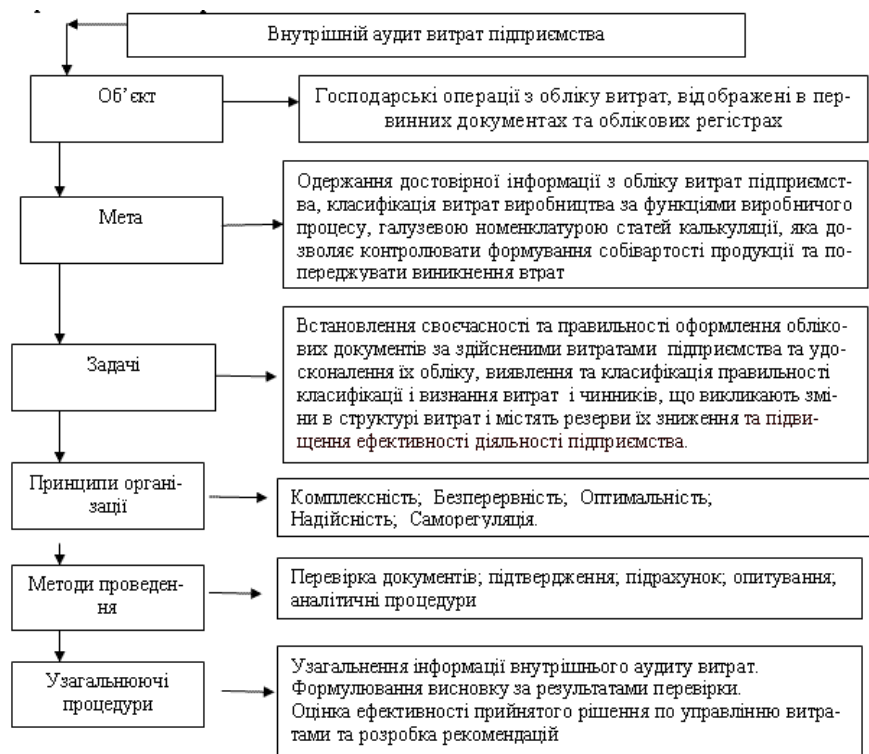 Внутрішній аудит витрат підприємства
Об’єкт
Господарські операції з обліку витрат, відображені в пер-
винних документах та облікових регістрах
Мета
Одержання достовірної інформації з обліку витрат підприємст-
ва, класифікація витрат виробництва за функціями виробничого
процесу, галузевою номенклатурою статей калькуляції, яка до-
зволяє контролювати формування собівартості продукції та по-
переджувати виникнення втрат
Задачі
Встановлення своєчасності та правильності оформлення обліко-
вих документів за здійсненими витратами підприємства та удо-
сконалення їх обліку, виявлення та класифікація правильності
класифікації і визнання витрат і чинників, що викликають змі-
ни в структурі витрат і містять резерви їх зниження та підви-
щення ефективності діяльності підприємства.
Принципи органі-
зації
Комплексність; Безперервність; Оптимальність;
Надійсність; Саморегуляція.
Методи проведен-
ня
Перевірка документів; підтвердження; підрахунок; опитування;
аналітичні процедури
Узагальнюючі
процедури
Узагальнення інформації внутрішнього аудиту витрат.
Формулювання висновку за результатами перевірки.
Оцінка ефективності прийнятого рішення по управлінню витра-
тами та розробка рекомендацій